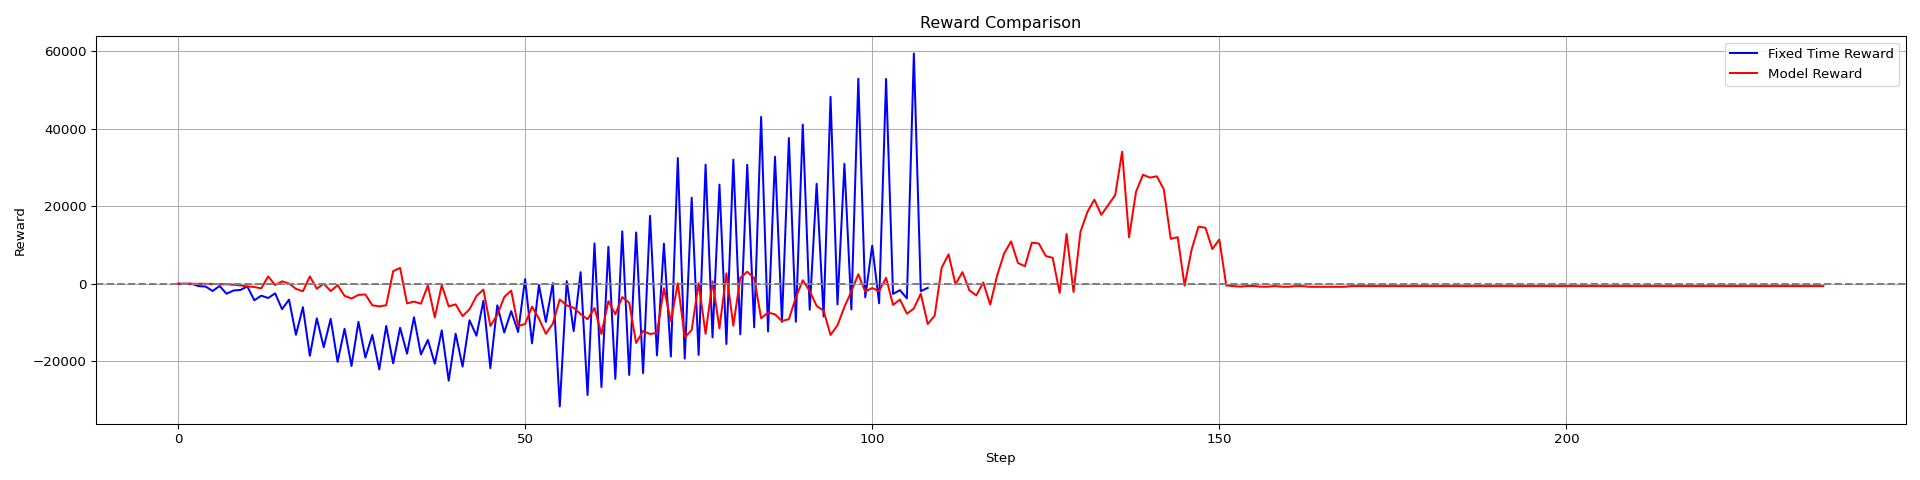 Reward Comparison
Reward
60000
40000
20000
0
−20000
Fixed Time Reward
Model Reward
0
50
100
150
200
Step